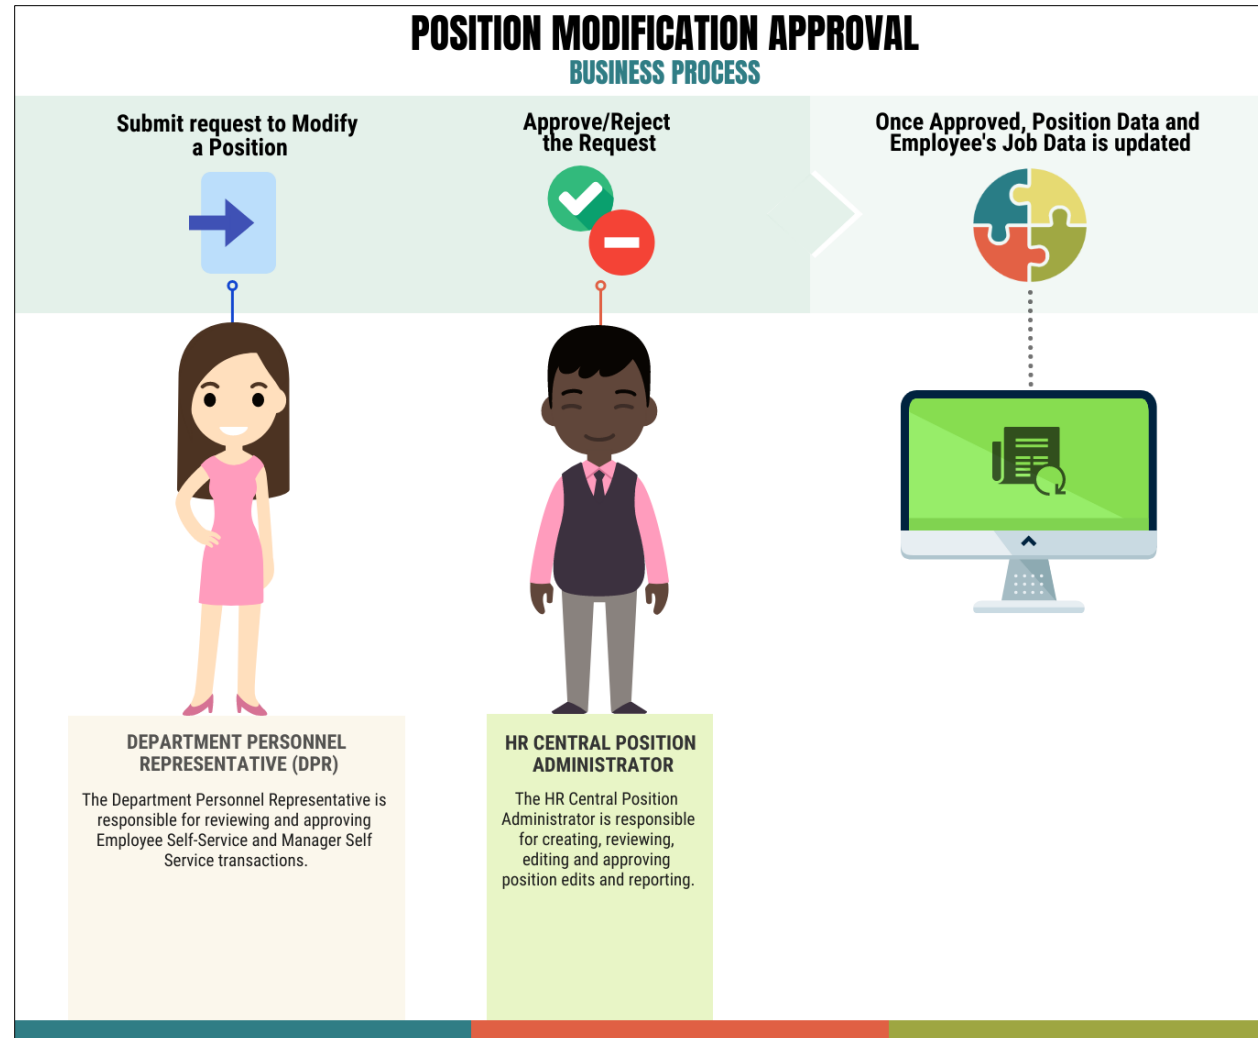 POSITION MODIFICATION APPROVAL
BUSINESS PROCESS
Submit request to Modify
a Position
Approve/Reject
the Request
Once Approved, Position Data and
Employee's Job Data is updated
DEPARTMENT PERSONNEL
REPRESENTATIVE (DPR)
The Department Personnel Representative is
responsible for reviewing and approving
Employee Self-Service and Manager Self
Service transactions.
HR CENTRAL POSITION
ADMINISTRATOR
The HR Central Position
Administrator is responsible
for creating, reviewing,
editing and approving
position edits and reporting.